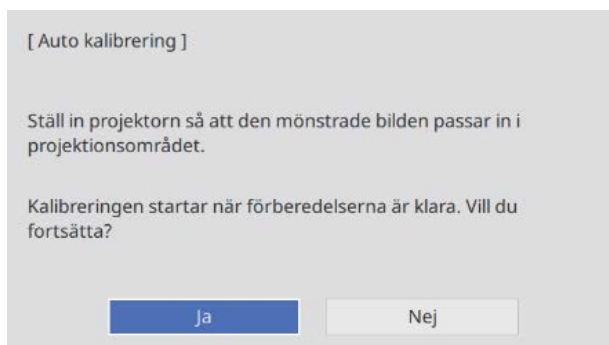 [ Auto kalibrering ]
Ställ in projektorn så att den mönstrade bilden passar in i
projektionsområdet.
Kalibreringen startar när förberedelserna är klara. Vill du
fortsätta?
Ja
Nej